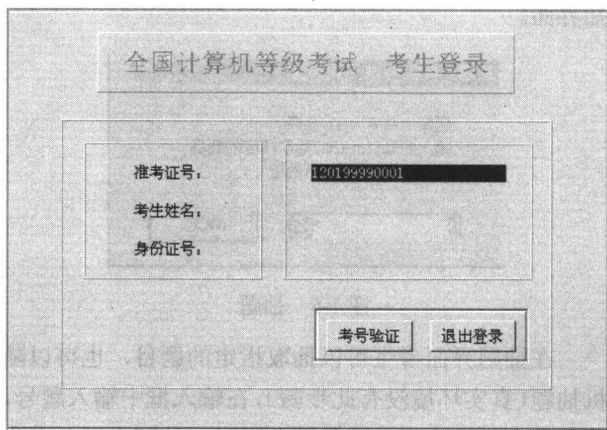 全国计算机等级考试 考生登录
准考证号: 120199990001
考生姓名:
身份证号:
考号验证 退出登录